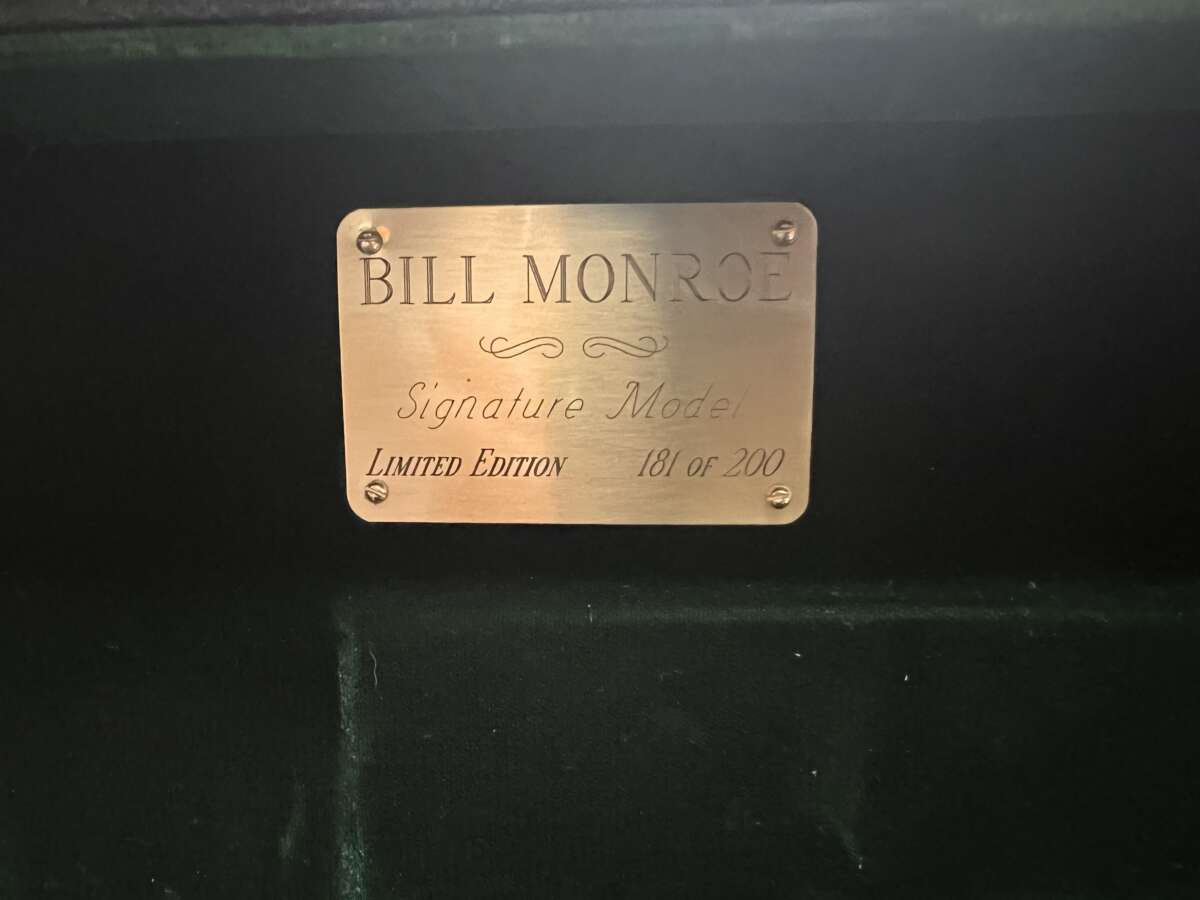 BILL MONROE
Signature Model
LIMITED EDITION 181 OF 200